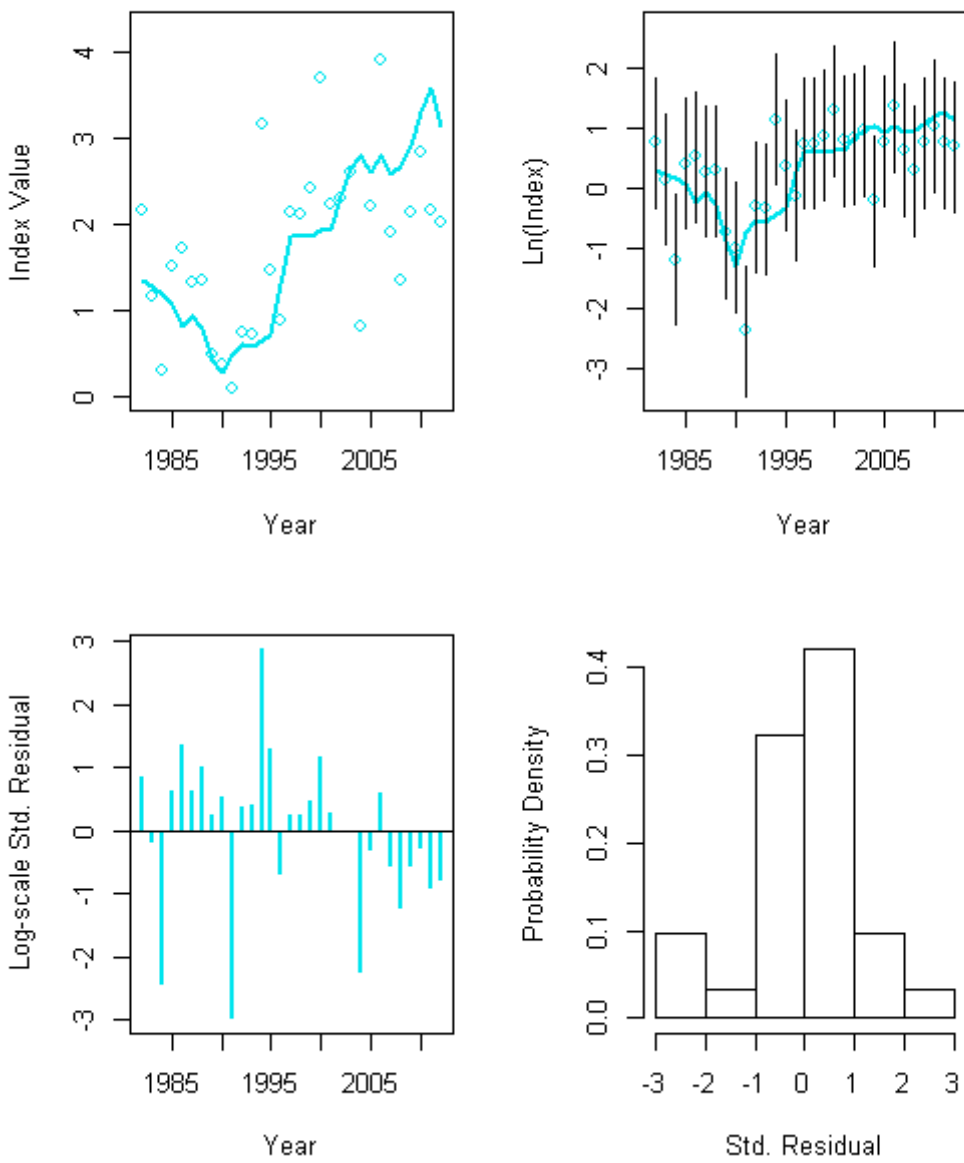 Index Value
4
3
2
1
0
1985 1995 2005
Year
Ln(Index)
2
1
0
-1
-2
-3
1985 1995 2005
Year
Log-scale Std. Residual
3
2
1
0
-1
-2
-3
1985 1995 2005
Year
Probability Density
0.4
0.3
0.2
0.1
0.0
-3 -2 -1 0 1 2 3
Std. Residual